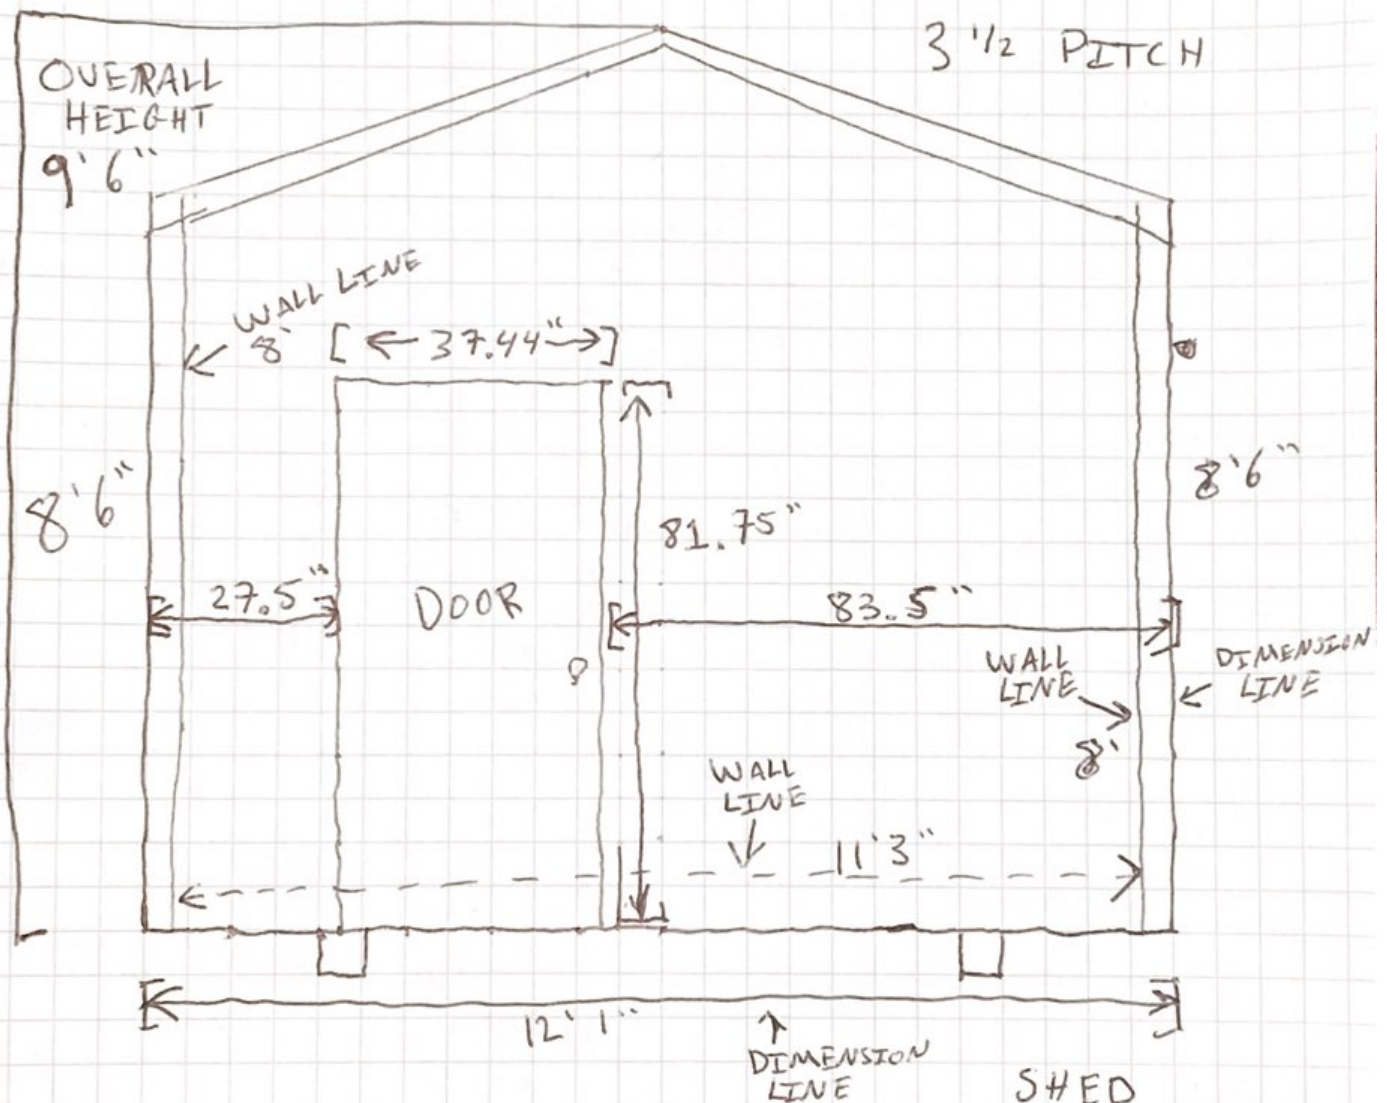 3 1/2 PITCH
OVERALL
HEIGHT
9'6"
WALL LINE
8'
37.44"
8'6"
8'6"
81.75"
27.5"
DOOR
83.5"
WALL
LINE
8'
DIMENSION
LINE
WALL
LINE
11'3"
12'1"
DIMENSION
LINE
SHED